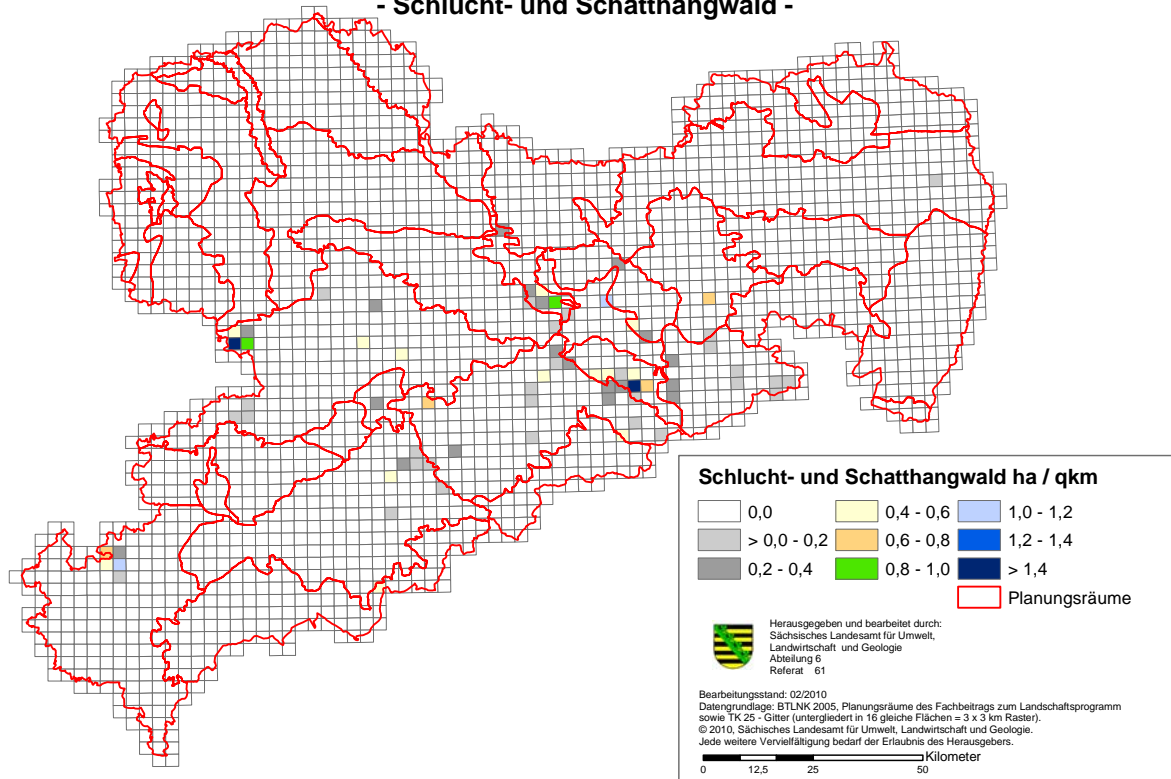 - Schlucht- und Schatthangwald -
Schlucht- und Schatthangwald ha / qkm
0,0
0,4 - 0,6
1,0 - 1,2
> 0,0 - 0,2
0,6 - 0,8
1,2 - 1,4
0,2 - 0,4
0,8 - 1,0
> 1,4
Planungsräume
Herausgegeben und bearbeitet durch:
Sächsisches Landesamt für Umwelt,
Landwirtschaft und Geologie
Abteilung 6
Referat 61
Bearbeitungsstand: 02/2010
Datengrundlage: BTLNK 2005, Planungsräume des Fachbeitrags zum Landschaftsprogramm
sowie TK 25 - Gitter (untergliedert in 16 gleiche Flächen = 3 x 3 km Raster).
© 2010, Sächsisches Landesamt für Umwelt, Landwirtschaft und Geologie.
Jede weitere Vervielfältigung bedarf der Erlaubnis des Herausgebers.
Kilometer
0 12,5 25 50